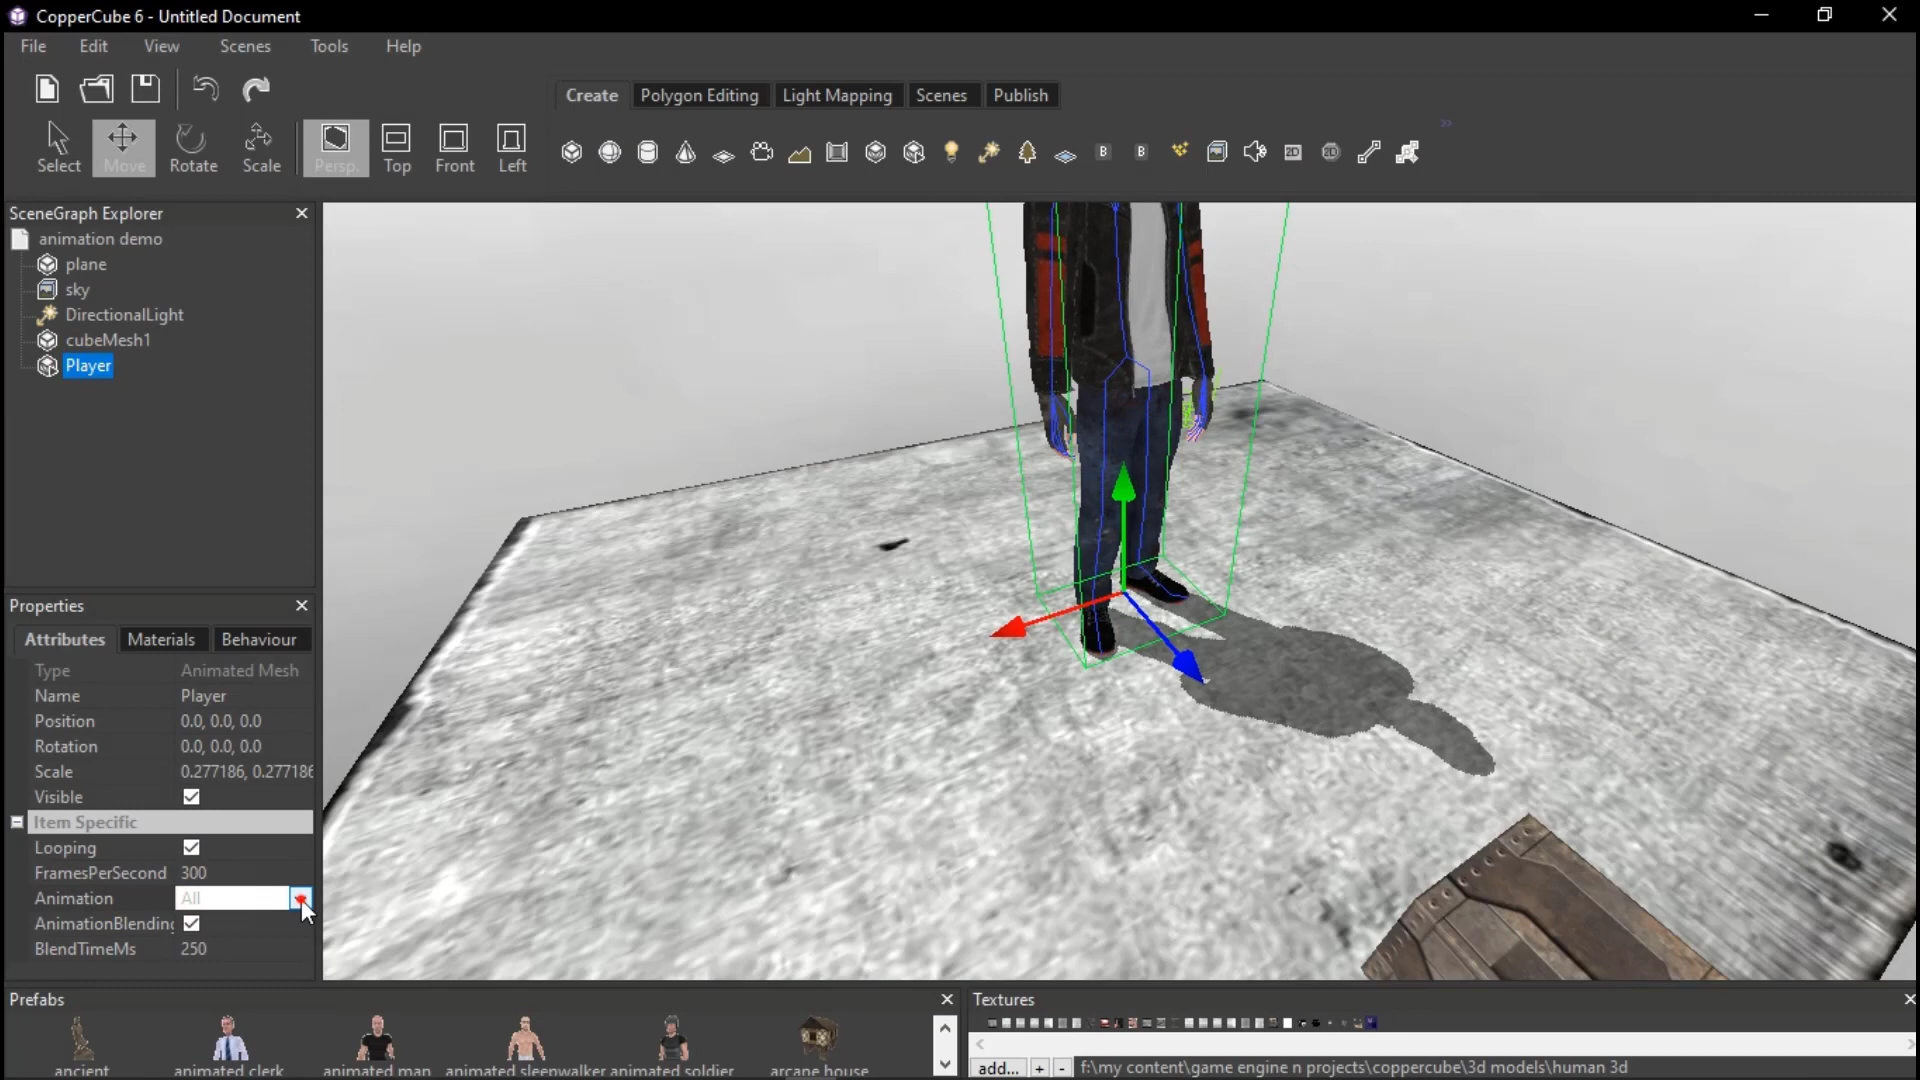 CopperCube 6 - Untitled Document
File Edit View Scenes Tools Help
Create Polygon Editing Light Mapping Scenes Publish
Select Move Rotate Scale Persp. Top Front Left
B B 2D 2D
SceneGraph Explorer
animation demo
plane
sky
DirectionalLight
cubeMesh1
Player
Properties
Attributes Materials Behaviour
Type Animated Mesh
Name Player
Position 0.0, 0.0, 0.0
Rotation 0.0, 0.0, 0.0
Scale 0.277186, 0.277186
Visible
Item Specific
Looping
FramesPerSecond 300
Animation All
AnimationBlending
BlendTimeMs 250
Prefabs
ancient animated clerk animated man animated sleepwalker animated soldier arcane house
Textures
add... + - f:\my content\game engine n projects\coppercube\3d models\human 3d